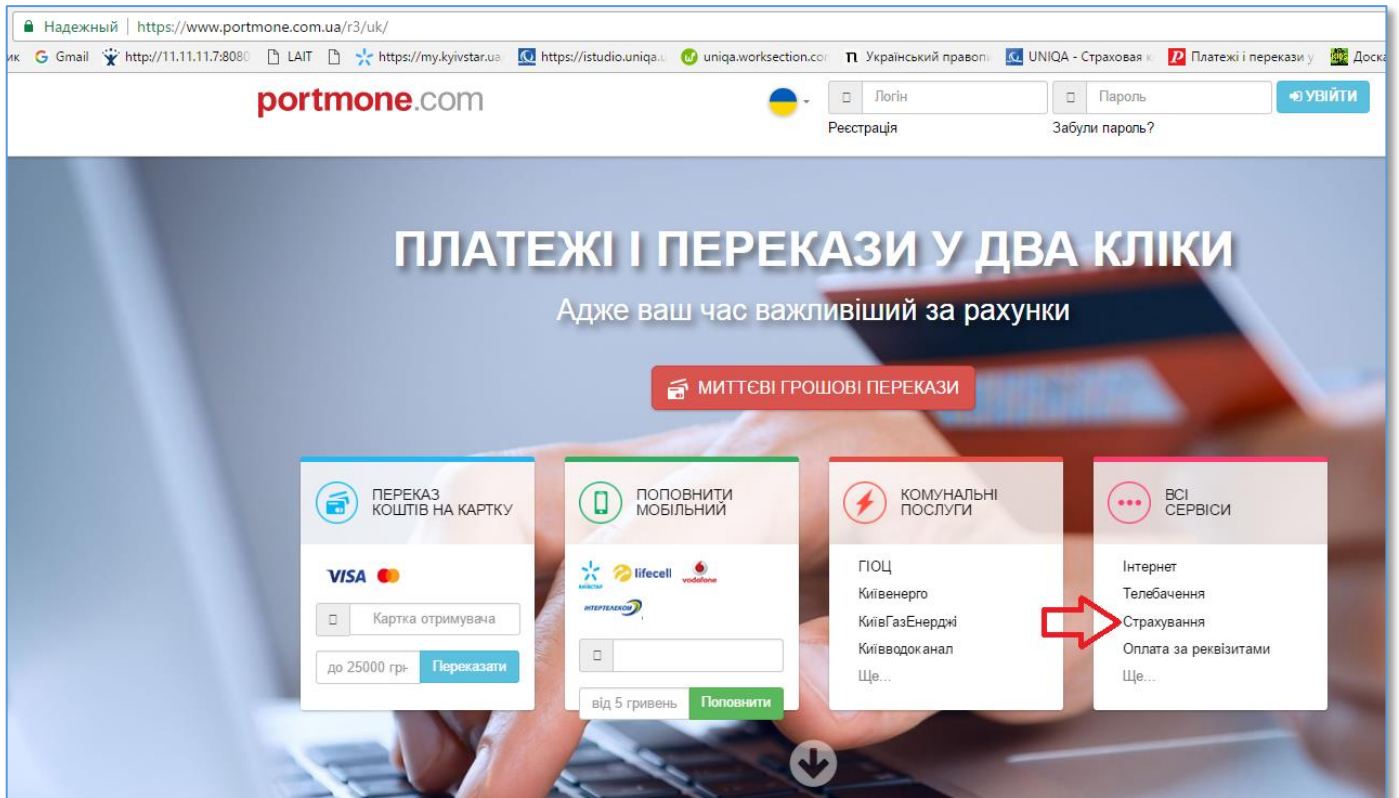 Надежный | https://www.portmone.com.ua/r3/uk/
ик Gmail http://11.11.11.7:8080 LAIT https://my.kyivstar.ua https://istudio.uniqa.u uniqa.worksection.co Український правопи UNIQA - Страховая к Платежі і перекази у Доска
portmone.com
Логін
Пароль
УВІЙТИ
Реєстрація
Забули пароль?
ПЛАТЕЖІ І ПЕРЕКАЗИ У ДВА КЛІКИ
Адже ваш час важливіший за рахунки
МИТТЄВІ ГРОШОВІ ПЕРЕКАЗИ
ПЕРЕКАЗ
КОШТІВ НА КАРТКУ
VISA
Картка отримувача
до 25000 грн
Переказати
ПОПОВНИТИ
МОБІЛЬНИЙ
київстар
lifecell
vodafone
ІНТЕРТЕЛЕКОМ
від 5 гривень
Поповнити
КОМУНАЛЬНІ
ПОСЛУГИ
ГІОЦ
Київенерго
КиївГазЕнерджі
Київводоканал
Ще...
ВСІ
СЕРВІСИ
Інтернет
Телебачення
Страхування
Оплата за реквізитами
Ще...